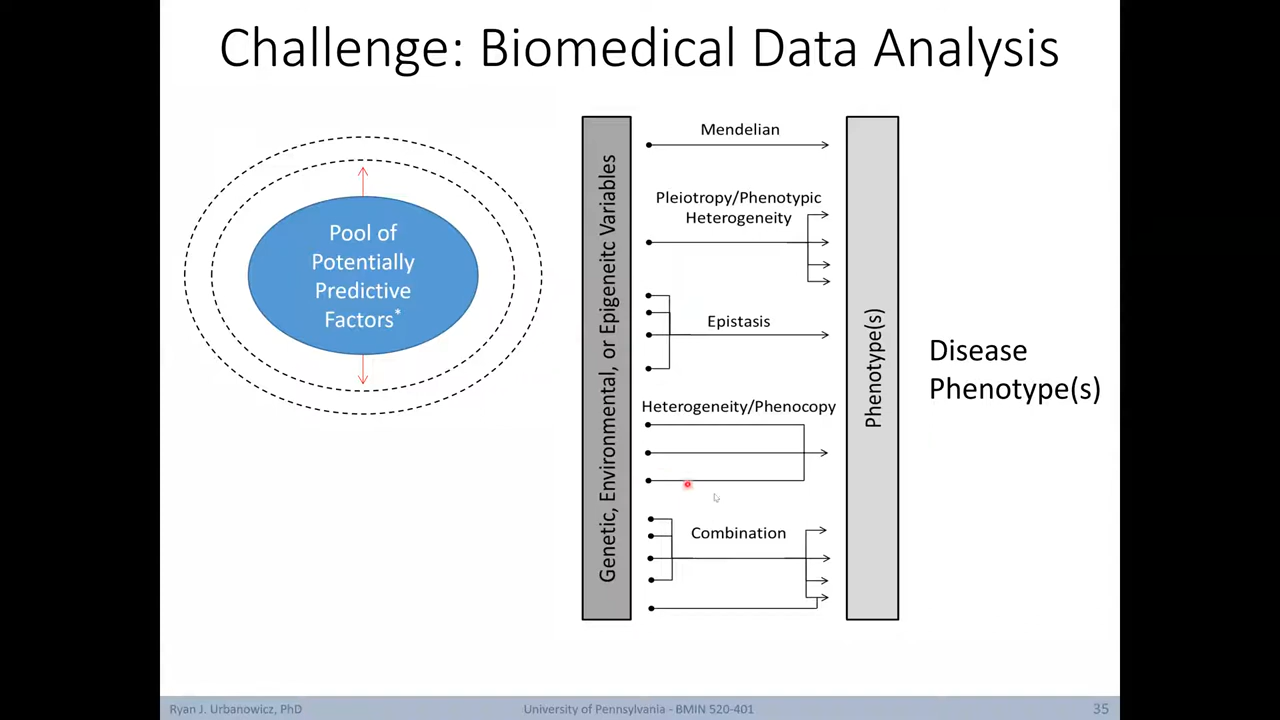 Challenge: Biomedical Data Analysis
Pool of
Potentially
Predictive
Factors*
Genetic, Environmental, or Epigeneitc Variables
Mendelian
Pleiotropy/Phenotypic
Heterogeneity
Epistasis
Heterogeneity/Phenocopy
Combination
Phenotype(s)
Disease
Phenotype(s)
Ryan J. Urbanowicz, PhD
University of Pennsylvania - BMIN 520-401
35